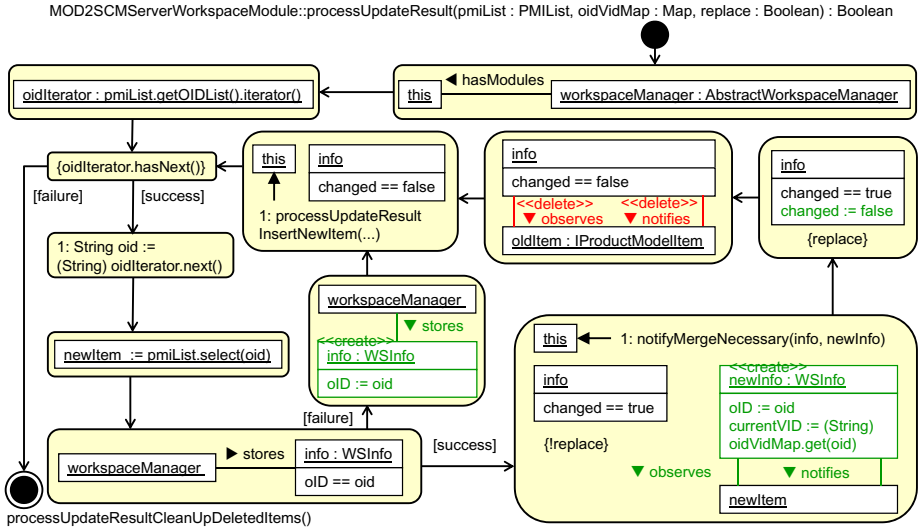 MOD2SCMServerWorkspaceModule::processUpdateResult(pmiList : PMIList, oidVidMap : Map, replace : Boolean) : Boolean
oidIterator : pmiList.getOIDList().iterator()
this
◀ hasModules
workspaceManager : AbstractWorkspaceManager
{oidIterator.hasNext()}
[failure]
[success]
this
info
changed == false
1: processUpdateResult
InsertNewItem(...)
info
changed == false
<<delete>>
▼ observes
<<delete>>
▼ notifies
oldItem : IProductModelItem
info
changed == true
changed := false
{replace}
1: String oid :=
(String) oidIterator.next()
newItem := pmiList.select(oid)
workspaceManager
▼ stores
<<create>>
info : WSInfo
oID := oid
[failure]
this
1: notifyMergeNecessary(info, newInfo)
info
changed == true
{!replace}
<<create>>
newInfo : WSInfo
oID := oid
currentVID := (String)
oidVidMap.get(oid)
▼ observes
▼ notifies
newItem
workspaceManager
▶ stores
info : WSInfo
oID == oid
[success]
processUpdateResultCleanUpDeletedItems()